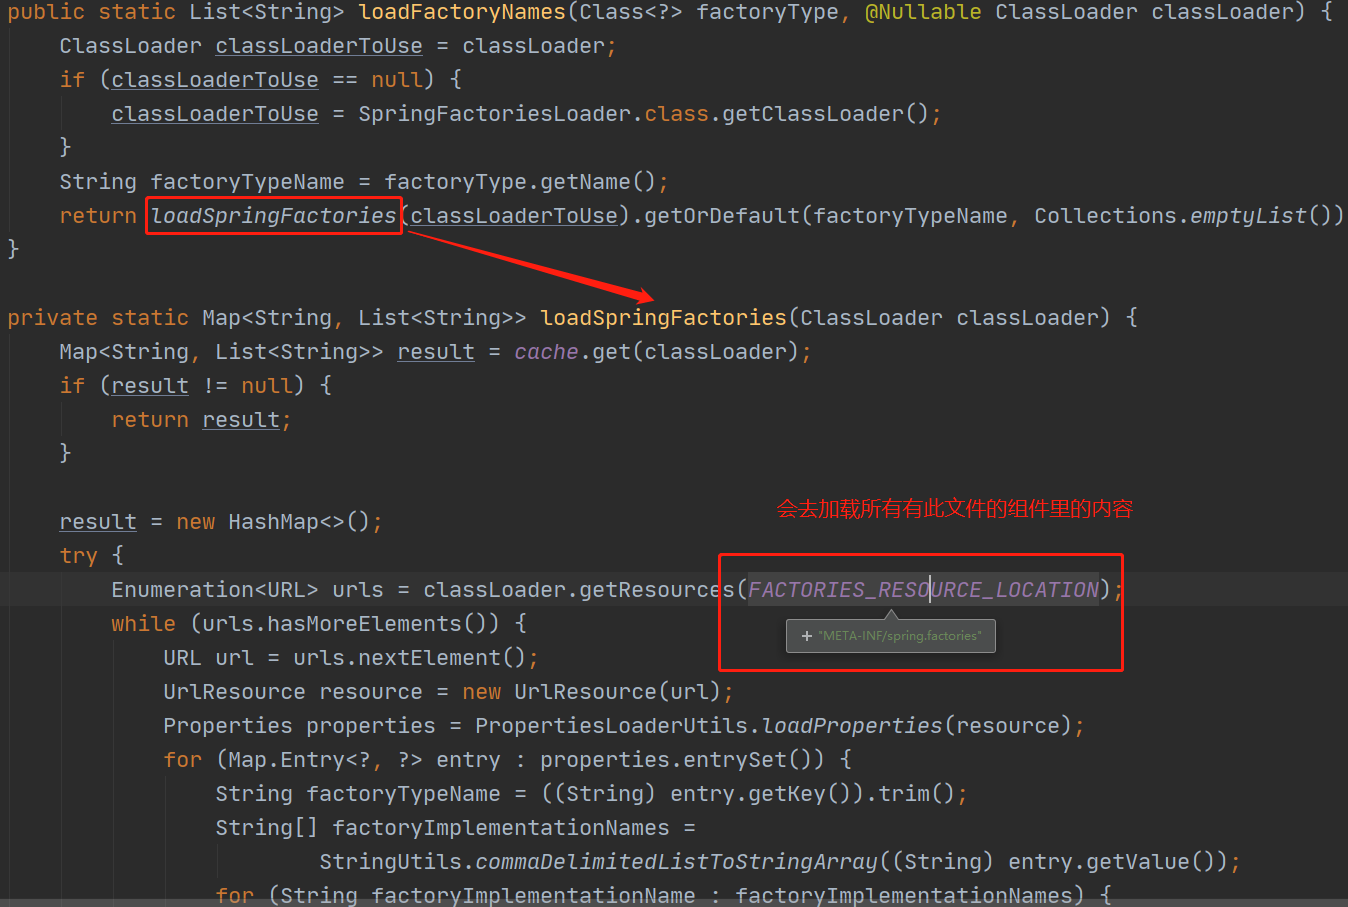 public static List<String> loadFactoryNames(Class<?> factoryType, @Nullable ClassLoader classLoader) {
ClassLoader classLoaderToUse = classLoader;
if (classLoaderToUse == null) {
classLoaderToUse = SpringFactoriesLoader.class.getClassLoader();
}
String factoryTypeName = factoryType.getName();
return loadSpringFactories(classLoaderToUse).getOrDefault(factoryTypeName, Collections.emptyList())
}
private static Map<String, List<String>> loadSpringFactories(ClassLoader classLoader) {
Map<String, List<String>> result = cache.get(classLoader);
if (result != null) {
return result;
}
会去加载所有有此文件的组件里的内容
result = new HashMap<>();
try {
Enumeration<URL> urls = classLoader.getResources(FACTORIES_RESOURCE_LOCATION);
while (urls.hasMoreElements()) {
+ "META-INF/spring.factories"
URL url = urls.nextElement();
UrlResource resource = new UrlResource(url);
Properties properties = PropertiesLoaderUtils.loadProperties(resource);
for (Map.Entry<?, ?> entry : properties.entrySet()) {
String factoryTypeName = ((String) entry.getKey()).trim();
String[] factoryImplementationNames =
StringUtils.commaDelimitedListToStringArray((String) entry.getValue());
for (String factoryImplementationName : factoryImplementationNames) {